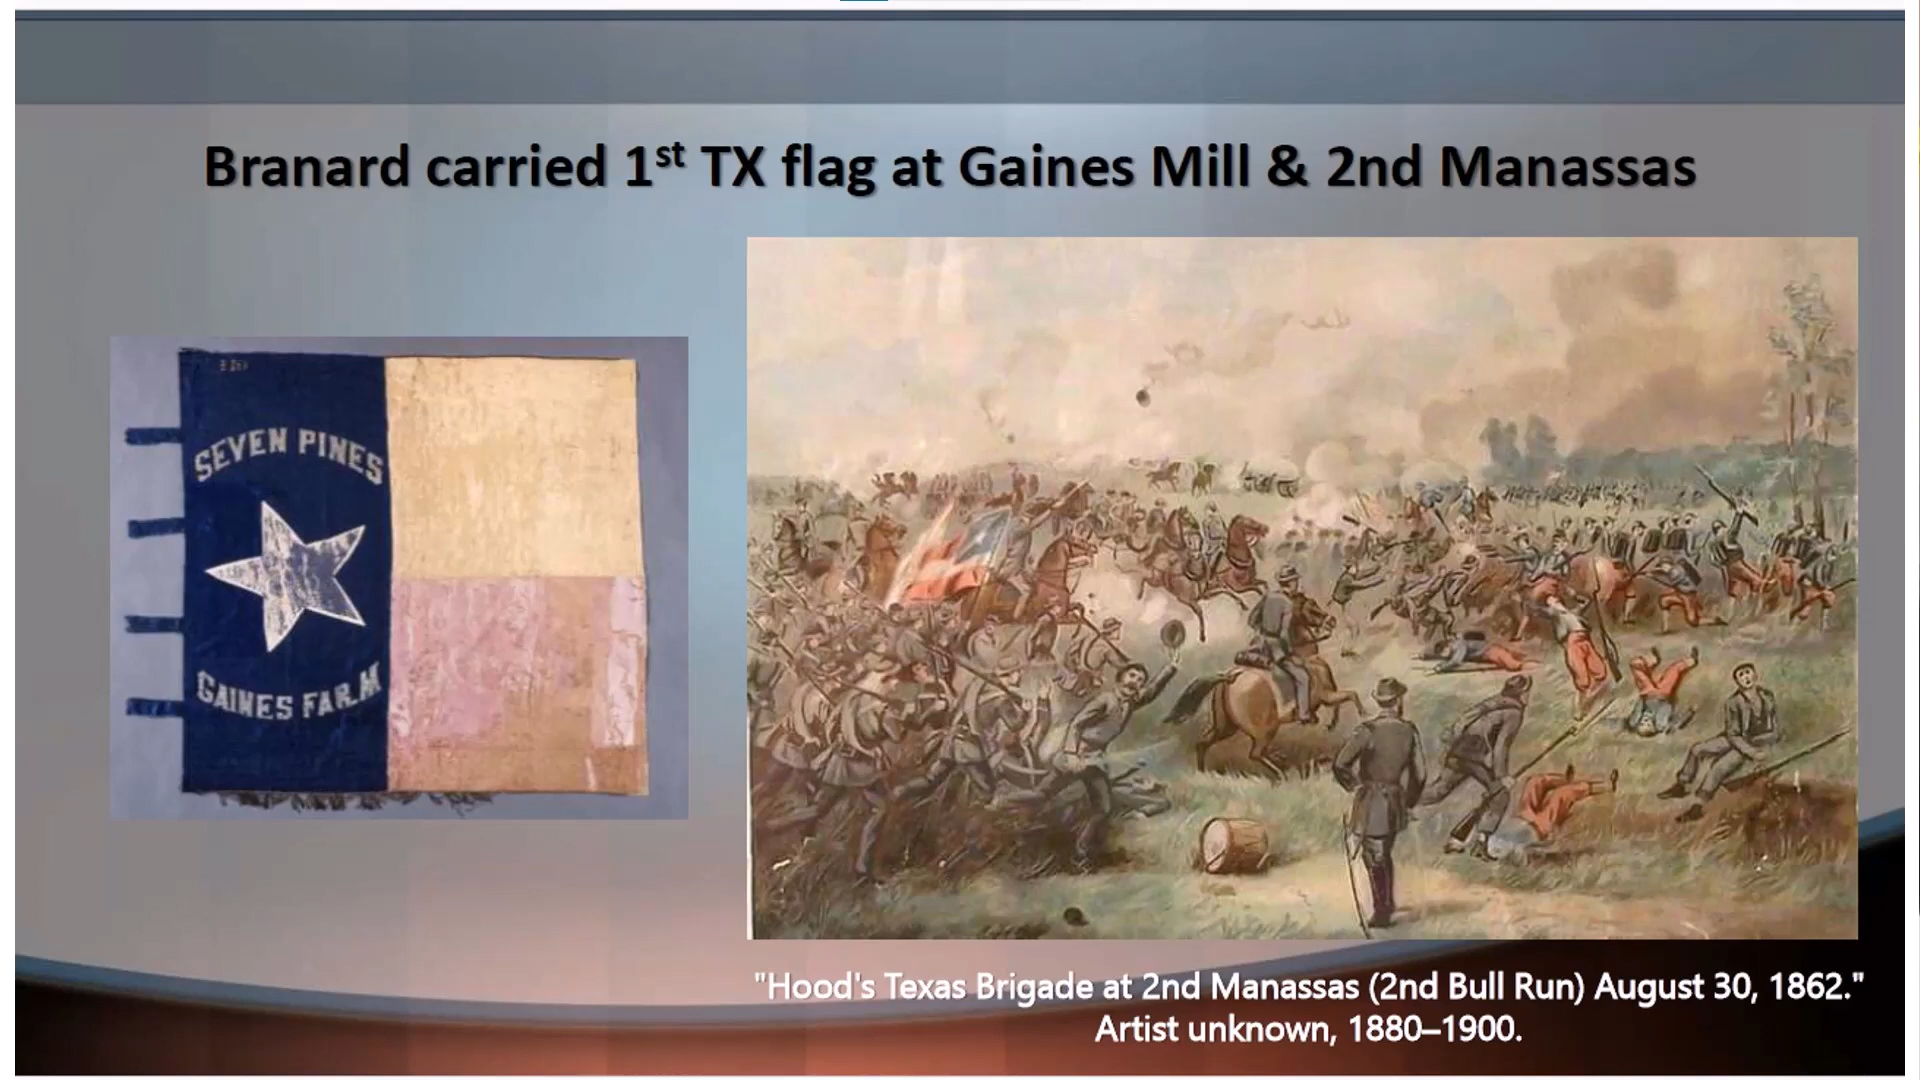 Branard carried 1st TX flag at Gaines Mill & 2nd Manassas
SEVEN PINES
GAINES FARM
"Hood's Texas Brigade at 2nd Manassas (2nd Bull Run) August 30, 1862."
Artist unknown, 1880–1900.